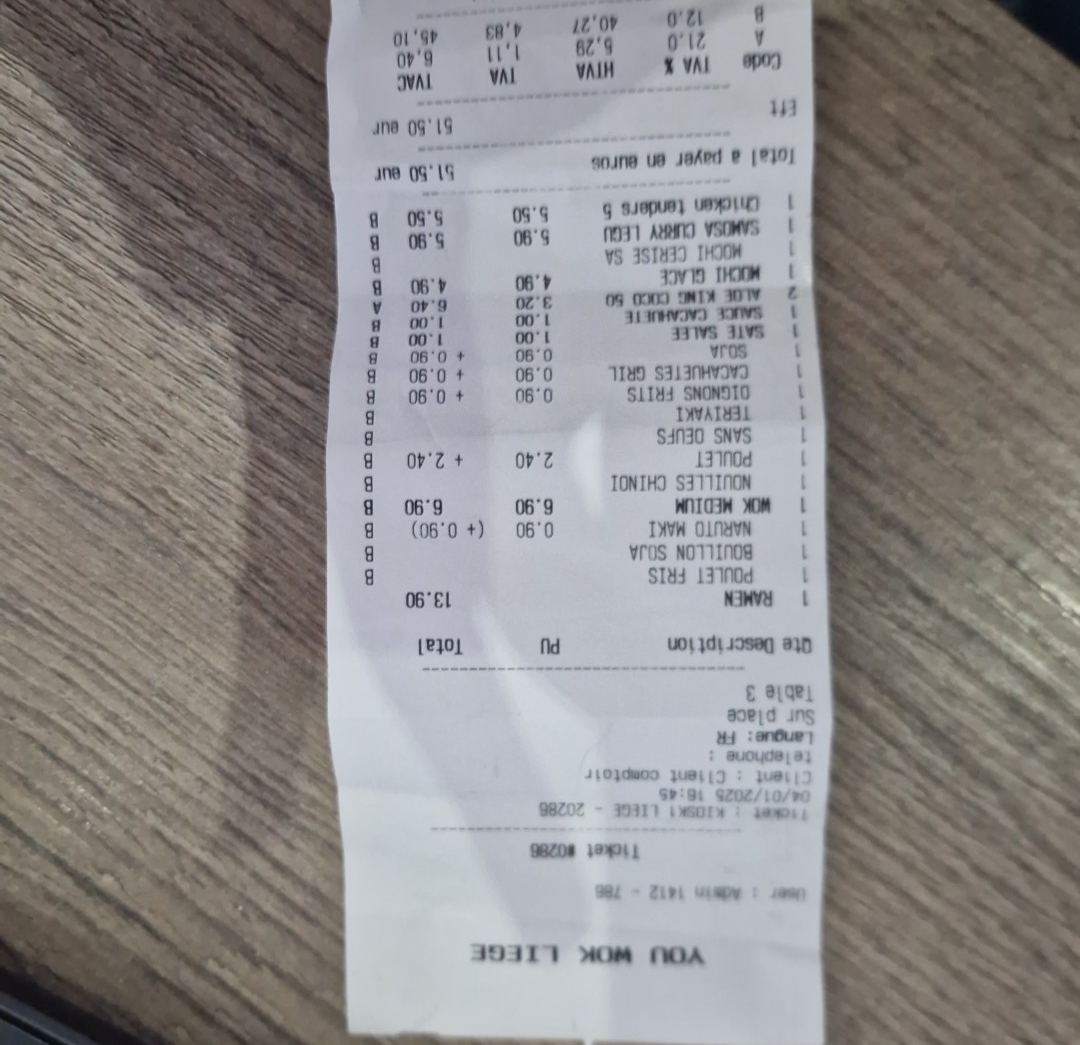 YOU WOK LIEGE
User : Admin 1412 - 786
Ticket #0286
Ticket : KIOSK1 LIEGE - 20286
04/01/2025 16:45
Client : Client comptoir
telephone :
Langue: FR
Sur place
Table 3
Qte Description PU Total
1 RAMEN 13.90
1 POULET FRIS B
1 BOUILLON SOJA B
1 NARUTO MAKI 0.90 (+ 0.90) B
1 WOK MEDIUM 6.90 6.90 B
1 NOUILLES CHINOI B
1 POULET 2.40 + 2.40 B
1 SANS OEUFS B
1 TERIYAKI B
1 OIGNONS FRITS 0.90 + 0.90 B
1 CACAHUETES GRIL 0.90 + 0.90 B
1 SOJA 0.90 + 0.90 B
1 SATE SALEE 1.00 1.00 B
1 SAUCE CACAHUETE 1.00 1.00 B
2 ALOE KING COCO 50 3.20 6.40 A
1 MOCHI GLACE 4.90 4.90 B
1 MOCHI CERISE SA B
1 SAMOSA CURRY LEGU 5.90 5.90 B
1 Chicken tenders 5 5.50 5.50 B
Total a payer en euros 51.50 eur
Eft 51.50 eur
Code TVA % HTVA TVA TVAC
A 21.0 5,29 1,11 6,40
B 12.0 40,27 4,83 45,10